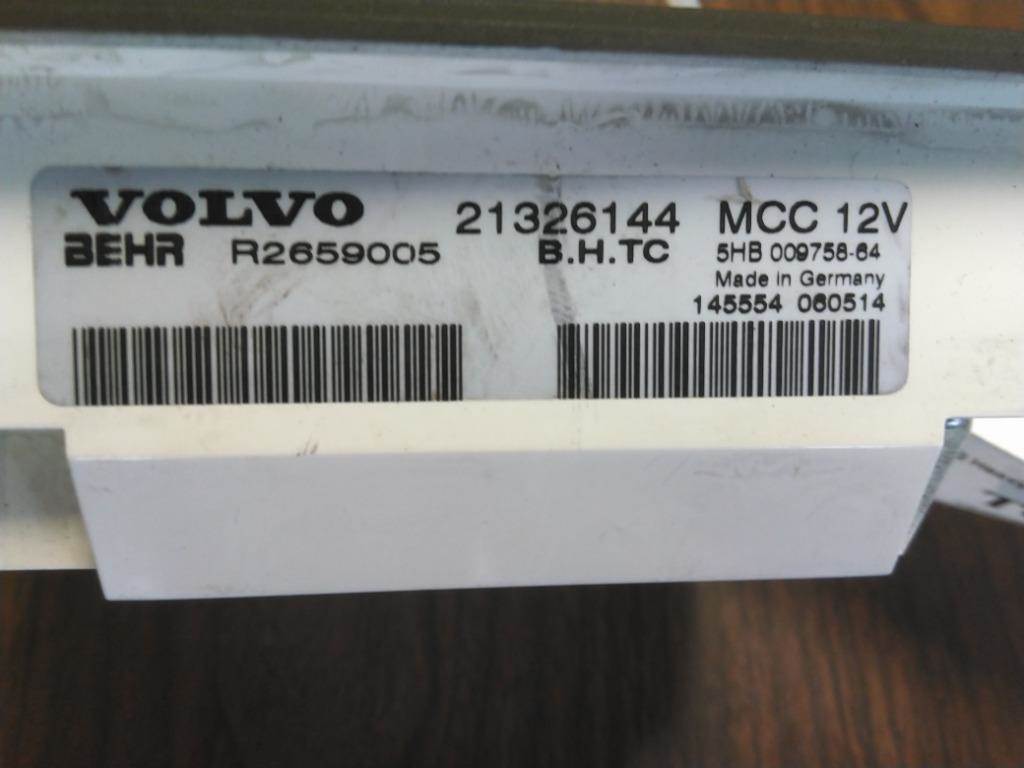 VOLVO 21326144 MCC 12V
BEHR R2659005 B.H.TC 5HB 009758-64
Made in Germany
145554 060514